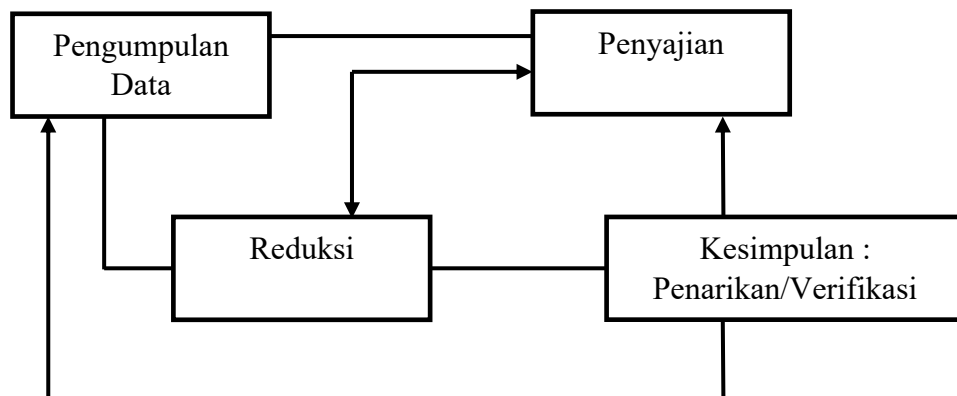 Pengumpulan
Data
Penyajian
Reduksi
Kesimpulan :
Penarikan/Verifikasi